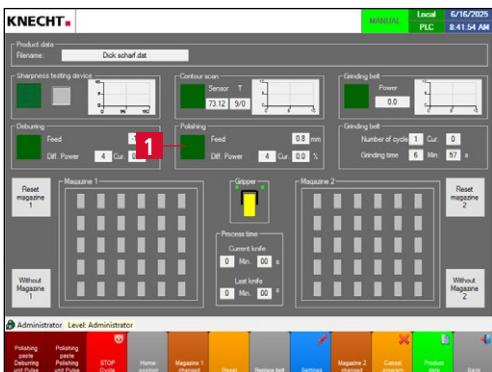 KNECHT
MANUAL
Local 6/16/2025
PLC 8:41:54 AM
Product data
Filename: Dick scharf.dat
Sharpness testing device
Contour scan
Sensor T
73.12 9/0
Grinding belt
Power
0.0
Deburring
Feed
Diff. Power 4 Cur.
1
Polishing
Feed 0.8 mm
Diff. Power 4 Cur. 0.0 %
Grinding belt
Number of cycle 1 Cur. 0
Grinding time 6 Min. 57 s
Reset
magazine
1
Magazine 1
Gripper
Magazine 2
Reset
magazine
2
Process time
Current knife
0 Min. 00 s
Last knife
0 Min. 00 s
Without
Magazine
1
Without
Magazine
2
Administrator Level: Administrator
Polishing
paste
Deburring
unit Pulse
Polishing
paste
Polishing
unit Pulse
STOP
Cycle
Home-
position
Magazine 1
changed
Reset
Replace belt
Settings
Magazine 2
changed
Cancel
program
Product
data
Back